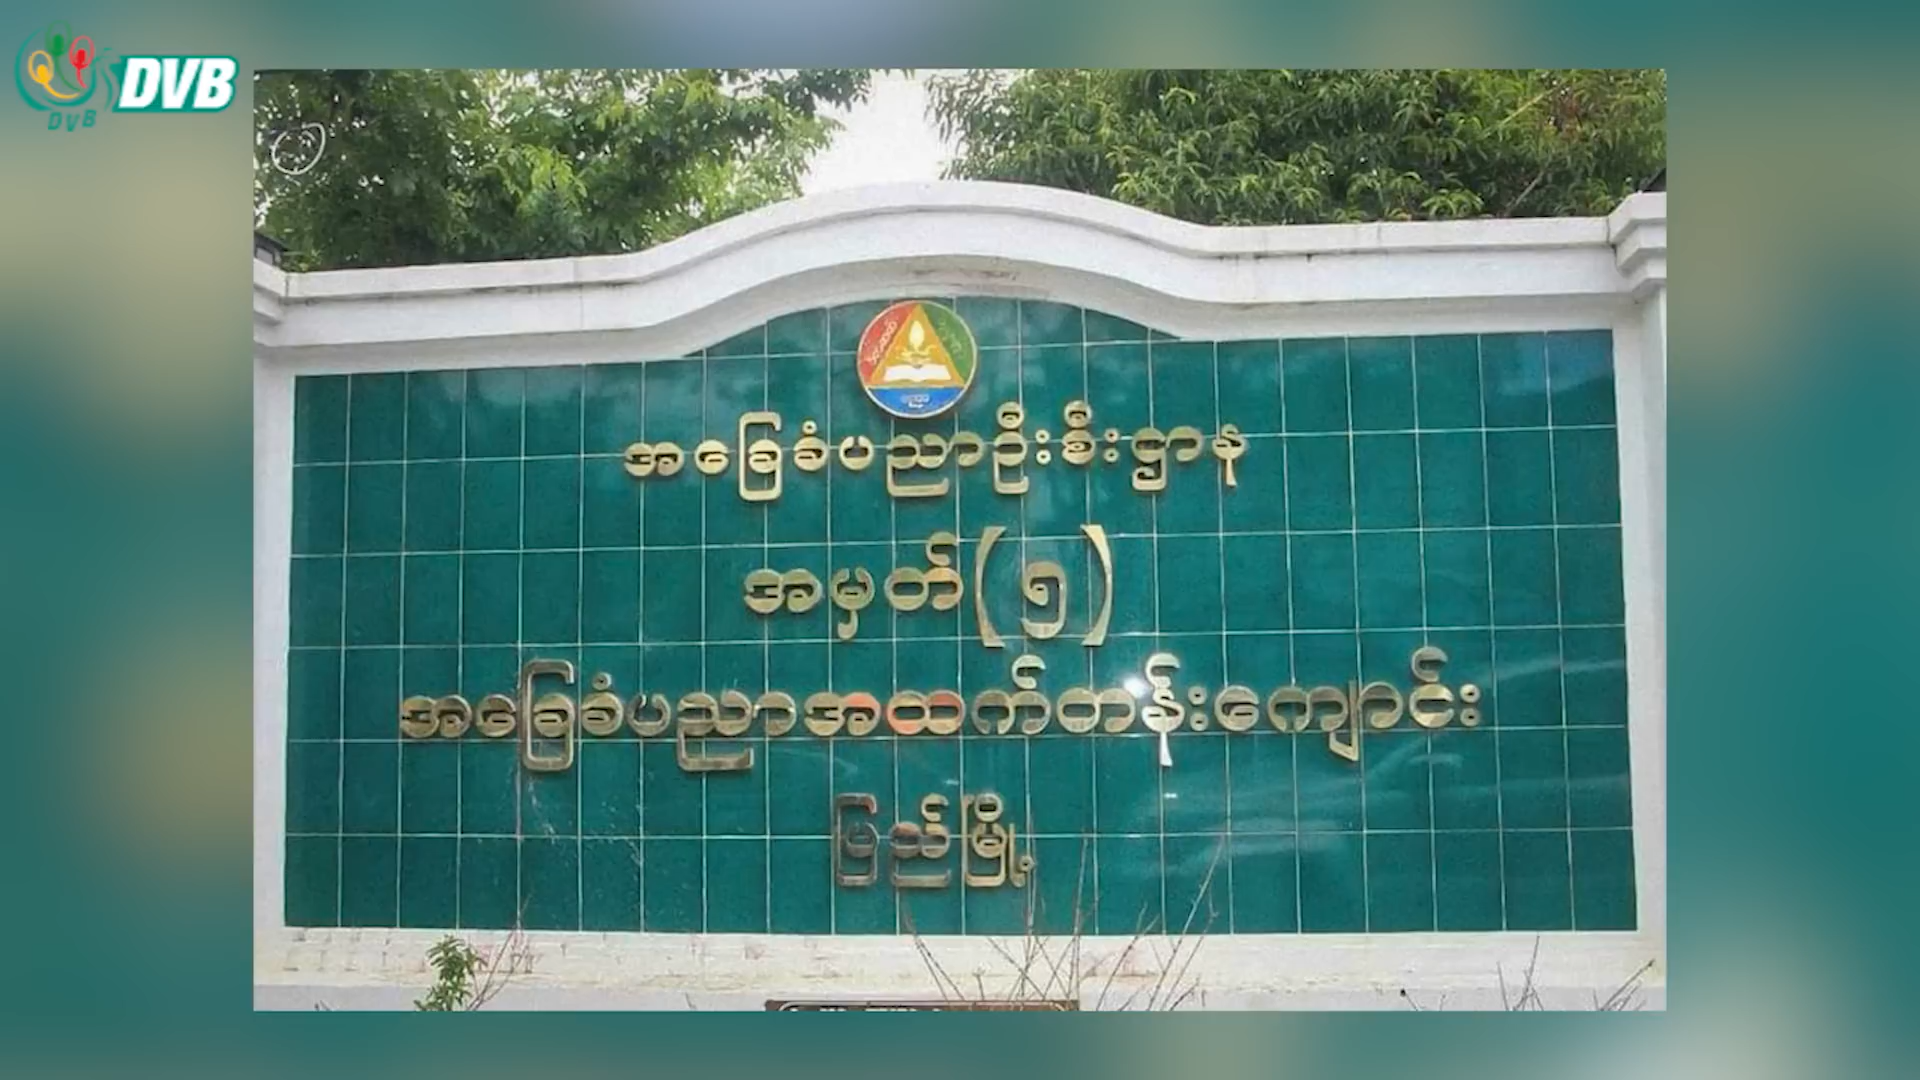 DVB
DVB
အခြေခံပညာဦးစီးဌာန
အမှတ်(၅)
အခြေခံပညာအထက်တန်းကျောင်း
ပြည်မြို့